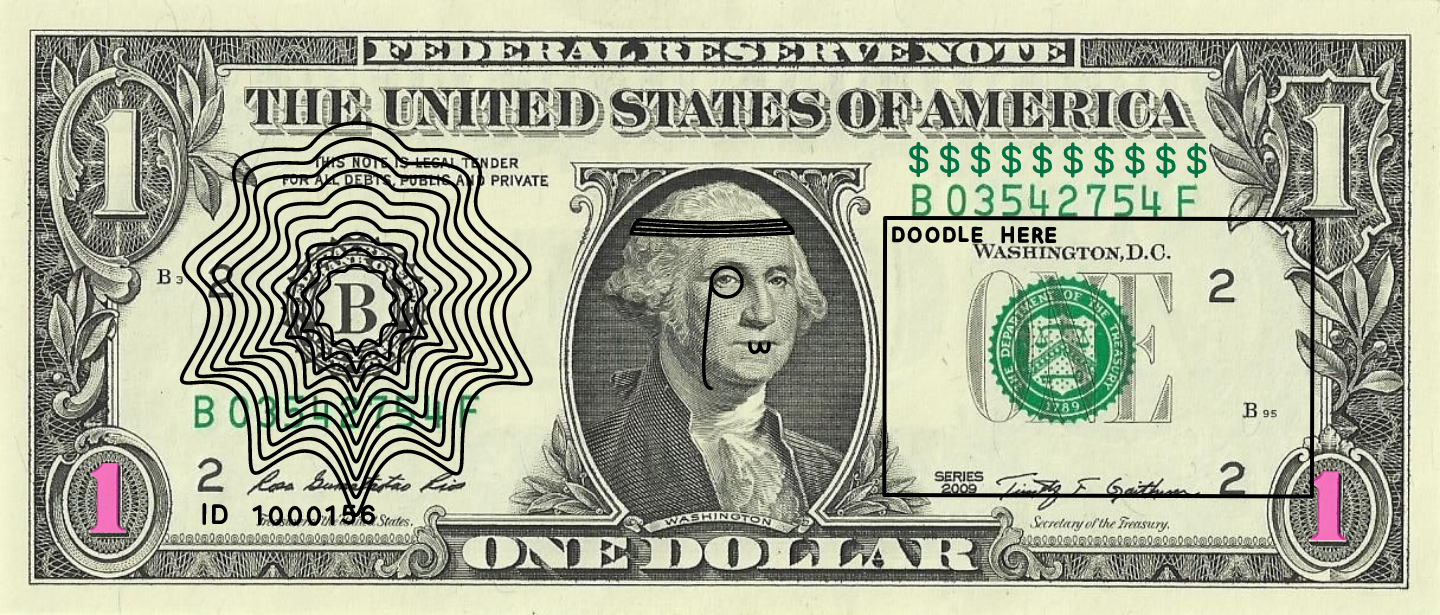 FEDERAL RESERVE NOTE
1
1
THE UNITED STATES OF AMERICA
THIS NOTE IS LEGAL TENDER
FOR ALL DEBTS, PUBLIC AND PRIVATE
$ $ $ $ $ $ $ $ $ $
B 03542754 F
DOODLE HERE
WASHINGTON, D.C.
B 3
2
B
ONE
2
THE DEPARTMENT OF THE TREASURY
1789
B 95
B 03542754 F
2
Rosa Gumataotao Rios
SERIES
2009
Timothy F. Geithner
2
1
1
ID 1000156
Treasurer of the United States.
WASHINGTON
Secretary of the Treasury.
ONE DOLLAR